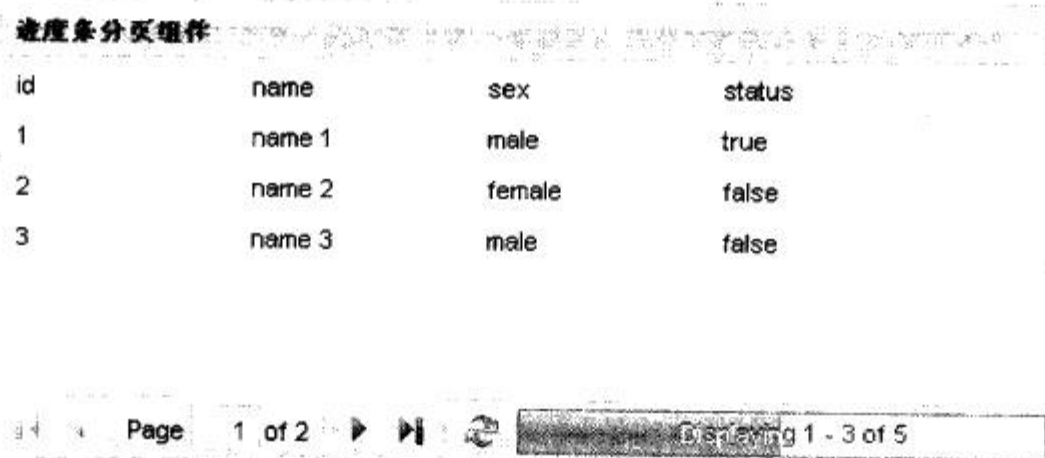 进度条分页组件
id name sex status
1 name 1 male true
2 name 2 female false
3 name 3 male false
Page 1 of 2 Displaying 1 - 3 of 5